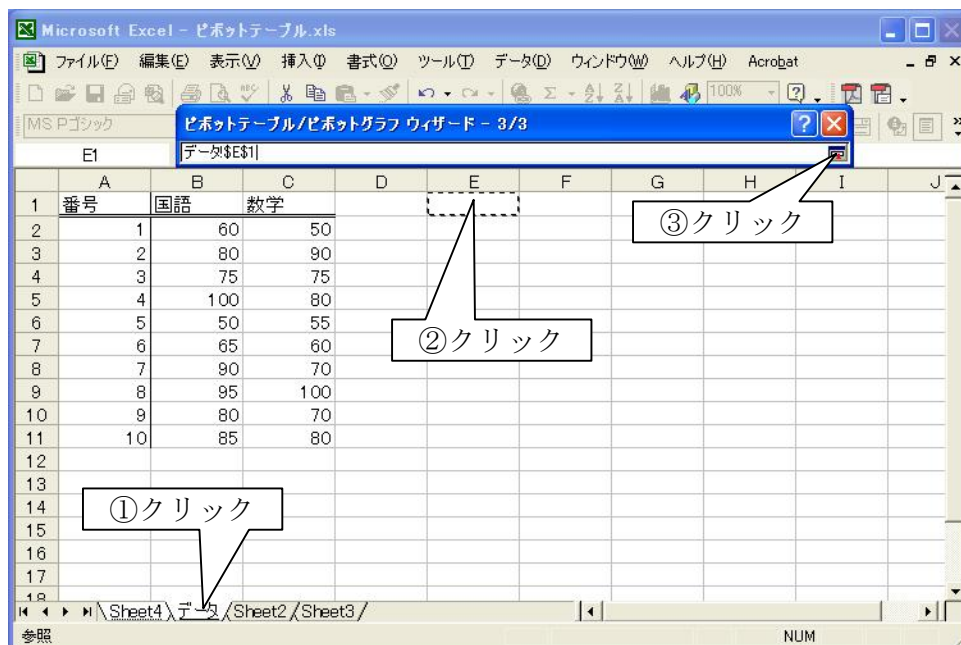 Microsoft Excel - ピボットテーブル.xls
ファイル(F) 編集(E) 表示(V) 挿入(I) 書式(O) ツール(T) データ(D) ウィンドウ(W) ヘルプ(H) Acrobat
100%
MS Pゴシック
ピボットテーブル/ピボットグラフ ウィザード - 3/3
E1 データ!$E$1
A B C D E F G H I J
1 番号 国語 数学
③クリック
2 1 60 50
3 2 80 90
4 3 75 75
5 4 100 80
6 5 50 55
②クリック
7 6 65 60
8 7 90 70
9 8 95 100
10 9 80 70
11 10 85 80
12
13
14
①クリック
15
16
17
18
Sheet4 データ Sheet2 Sheet3
参照 NUM